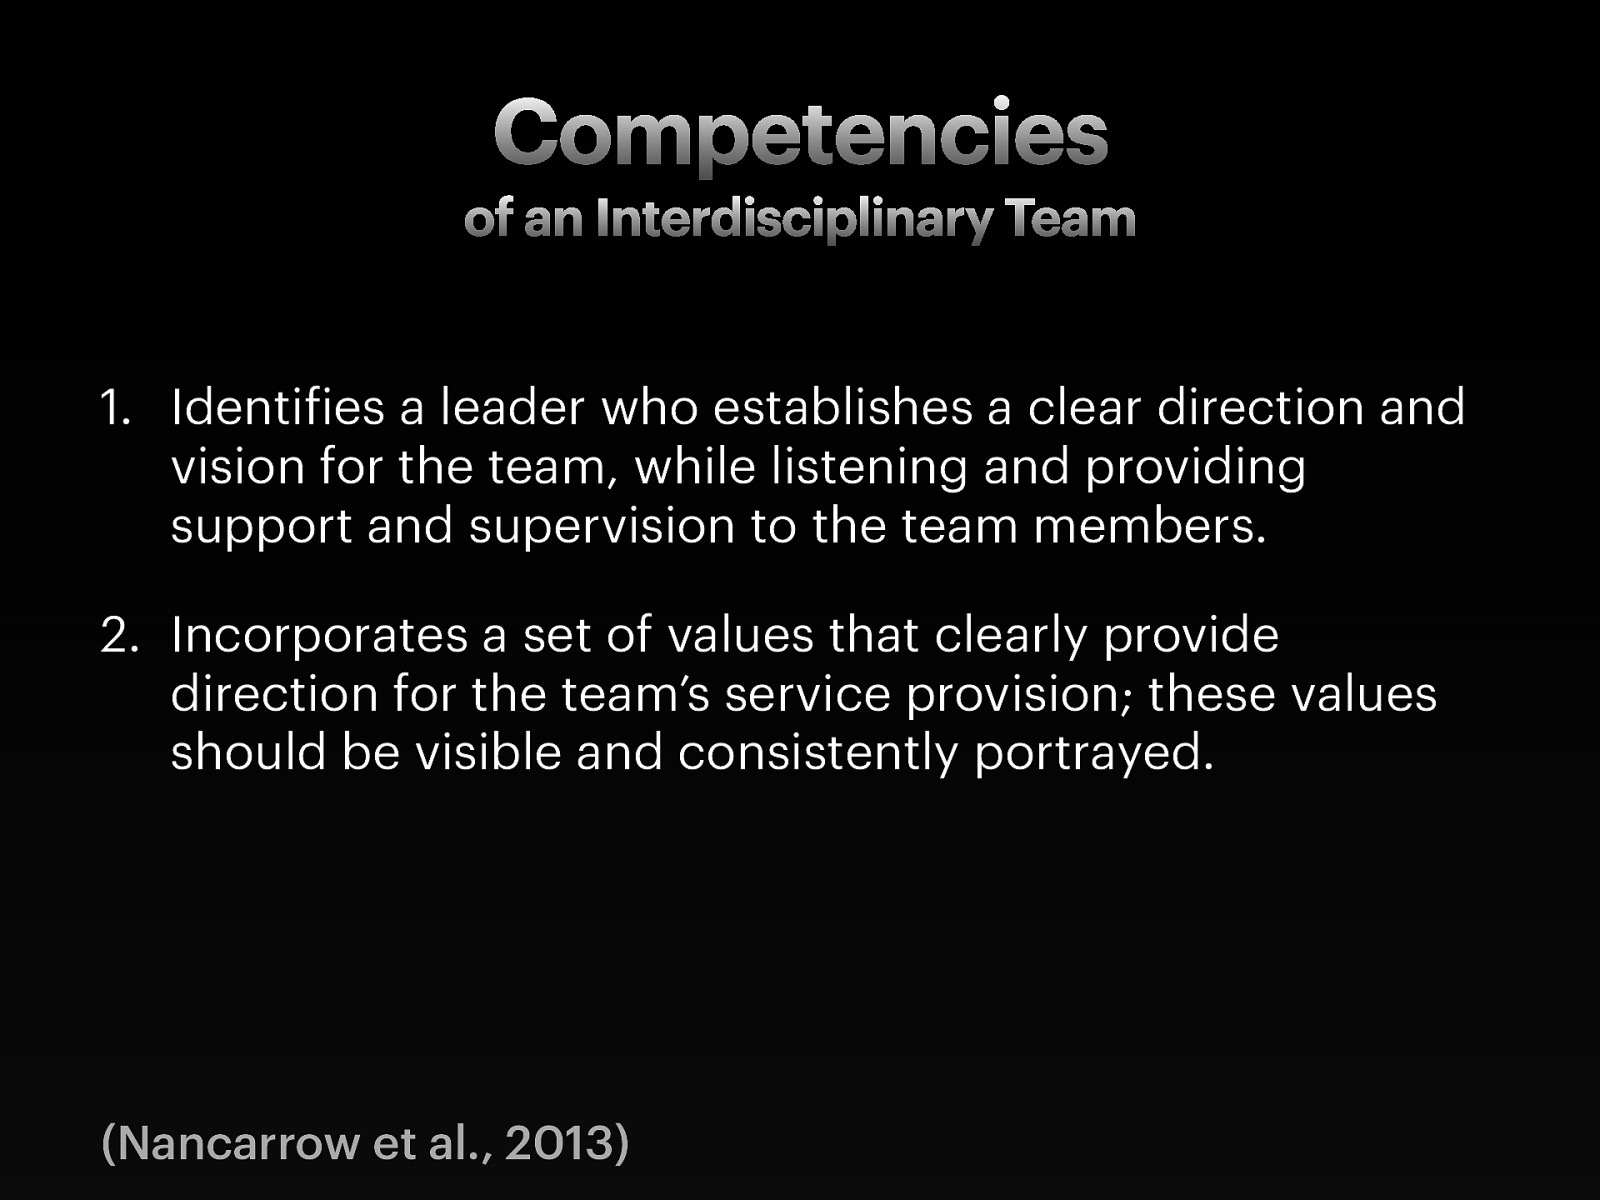 Competencies
of an Interdisciplinary Team
1. Identifies a leader who establishes a clear direction and
vision for the team, while listening and providing
support and supervision to the team members.
2. Incorporates a set of values that clearly provide
direction for the team’s service provision; these values
should be visible and consistently portrayed.
(Nancarrow et al., 2013)